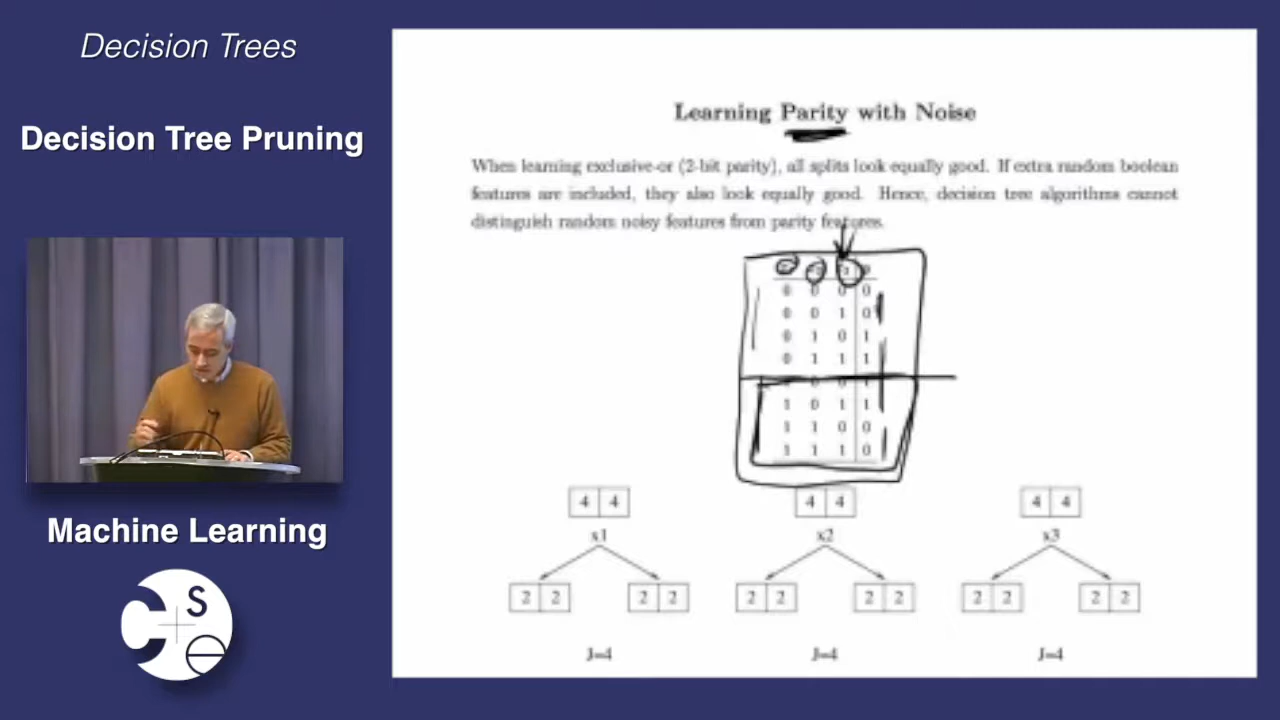 Decision Trees
Decision Tree Pruning
Machine Learning
C S e
Learning Parity with Noise
When learning exclusive-or (2-bit parity), all splits look equally good. If extra random boolean
features are included, they also look equally good. Hence, decision tree algorithms cannot
distinguish random noisy features from parity features.
0 0 0 0
0 0 1 0
0 1 0 1
0 1 1 1
1 0 1 1
1 1 0 0
1 1 1 0
4 4 4 4 4 4
x1 x2 x3
2 2 2 2 2 2 2 2 2 2 2 2
J=4 J=4 J=4